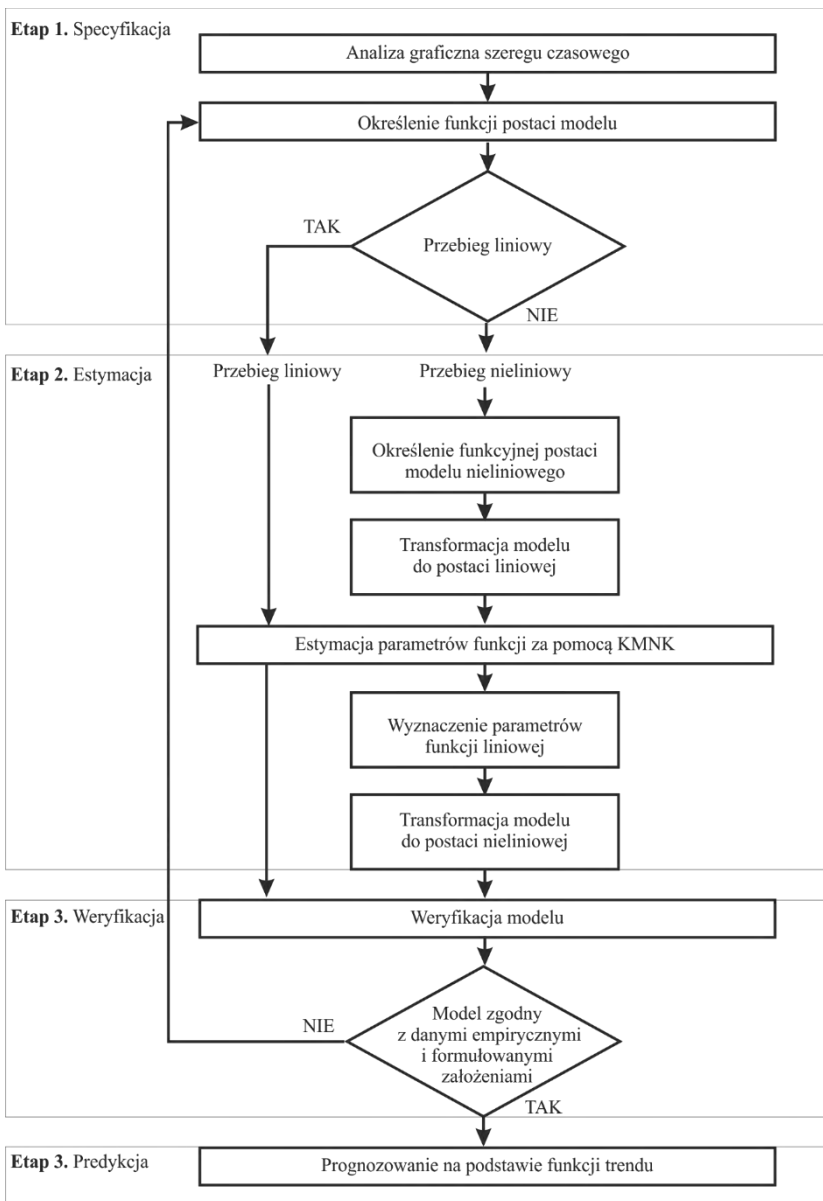 Etap 1. Specyfikacja
Analiza graficzna szeregu czasowego
Określenie funkcji postaci modelu
TAK
Przebieg liniowy
NIE
Etap 2. Estymacja
Przebieg liniowy
Przebieg nieliniowy
Określenie funkcyjnej postaci
modelu nieliniowego
Transformacja modelu
do postaci liniowej
Estymacja parametrów funkcji za pomocą KMNK
Wyznaczenie parametrów
funkcji liniowej
Transformacja modelu
do postaci nieliniowej
Etap 3. Weryfikacja
Weryfikacja modelu
NIE
Model zgodny
z danymi empirycznymi
i formułowanymi
założeniami
TAK
Etap 3. Predykcja
Prognozowanie na podstawie funkcji trendu